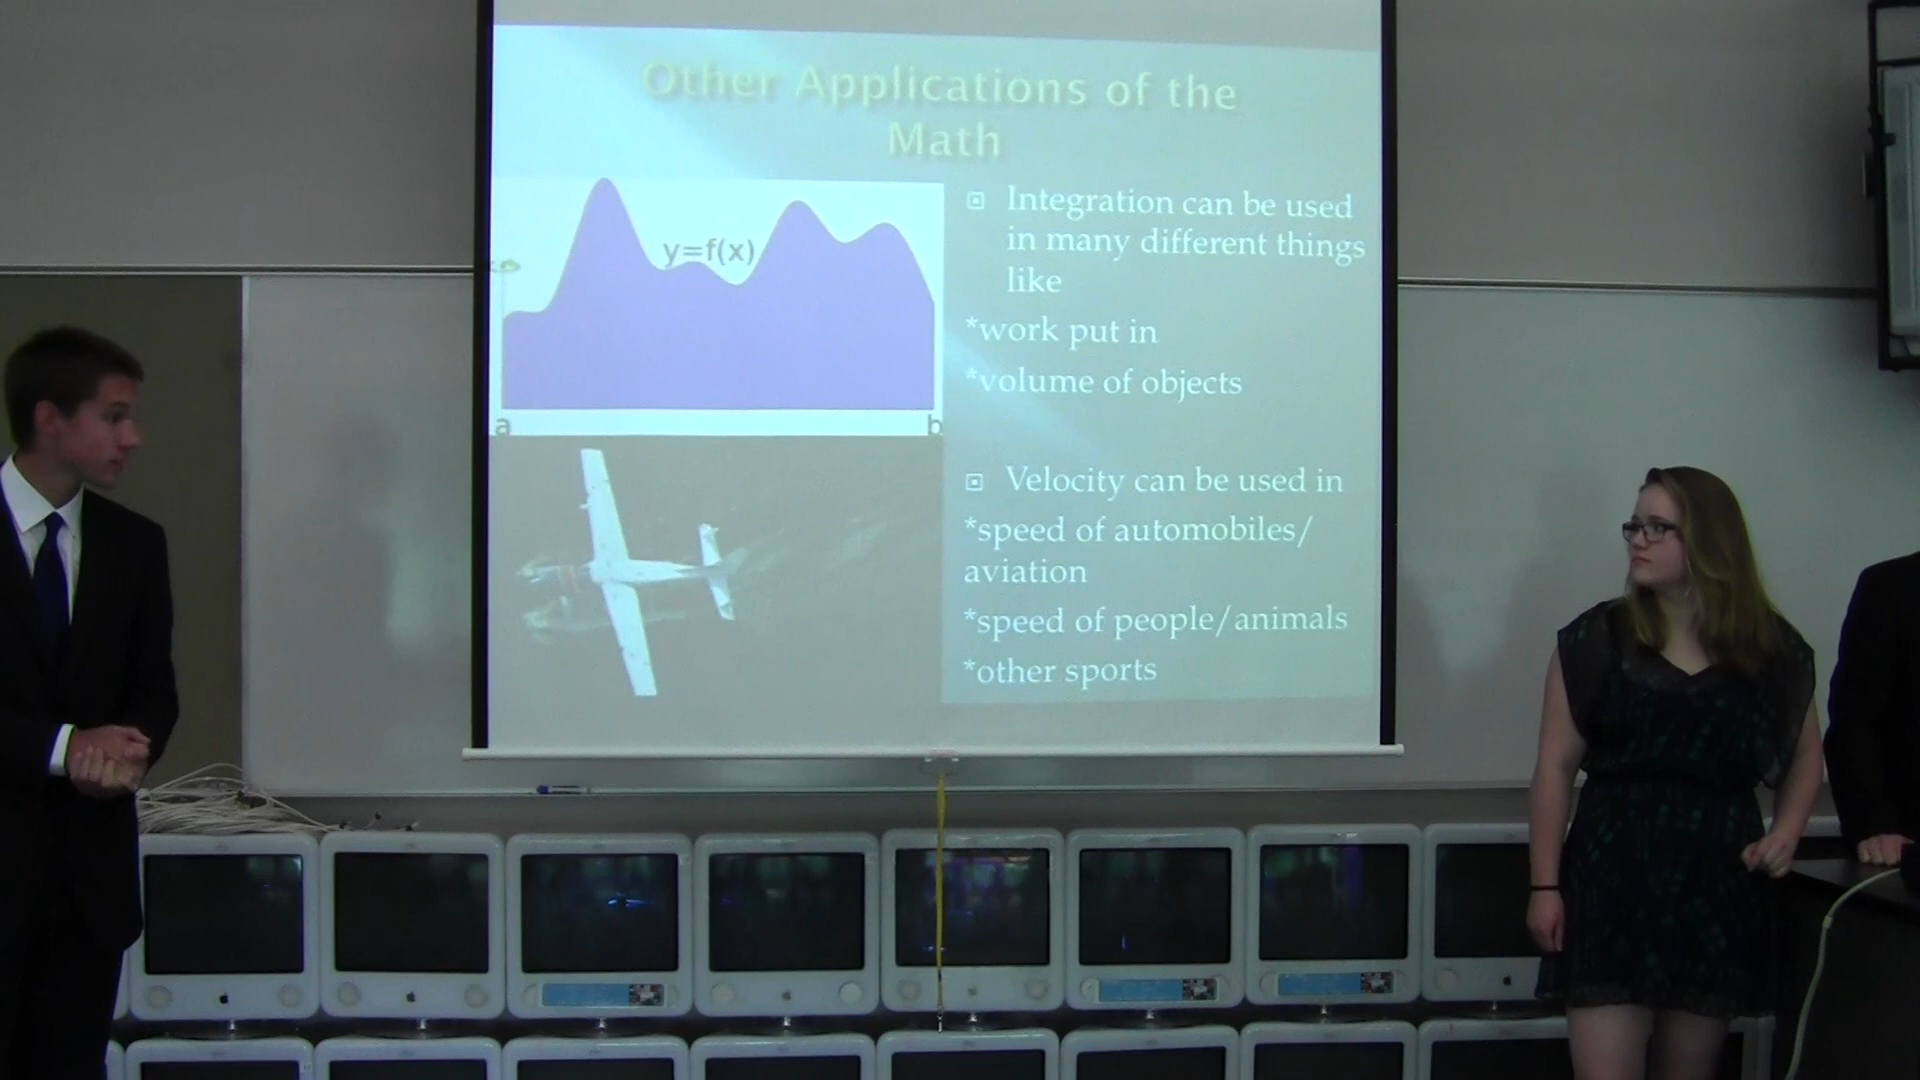 Other Applications of the
Math
y=f(x)
a
b
Integration can be used
in many different things
like
*work put in
*volume of objects
Velocity can be used in
*speed of automobiles/
aviation
*speed of people/animals
*other sports